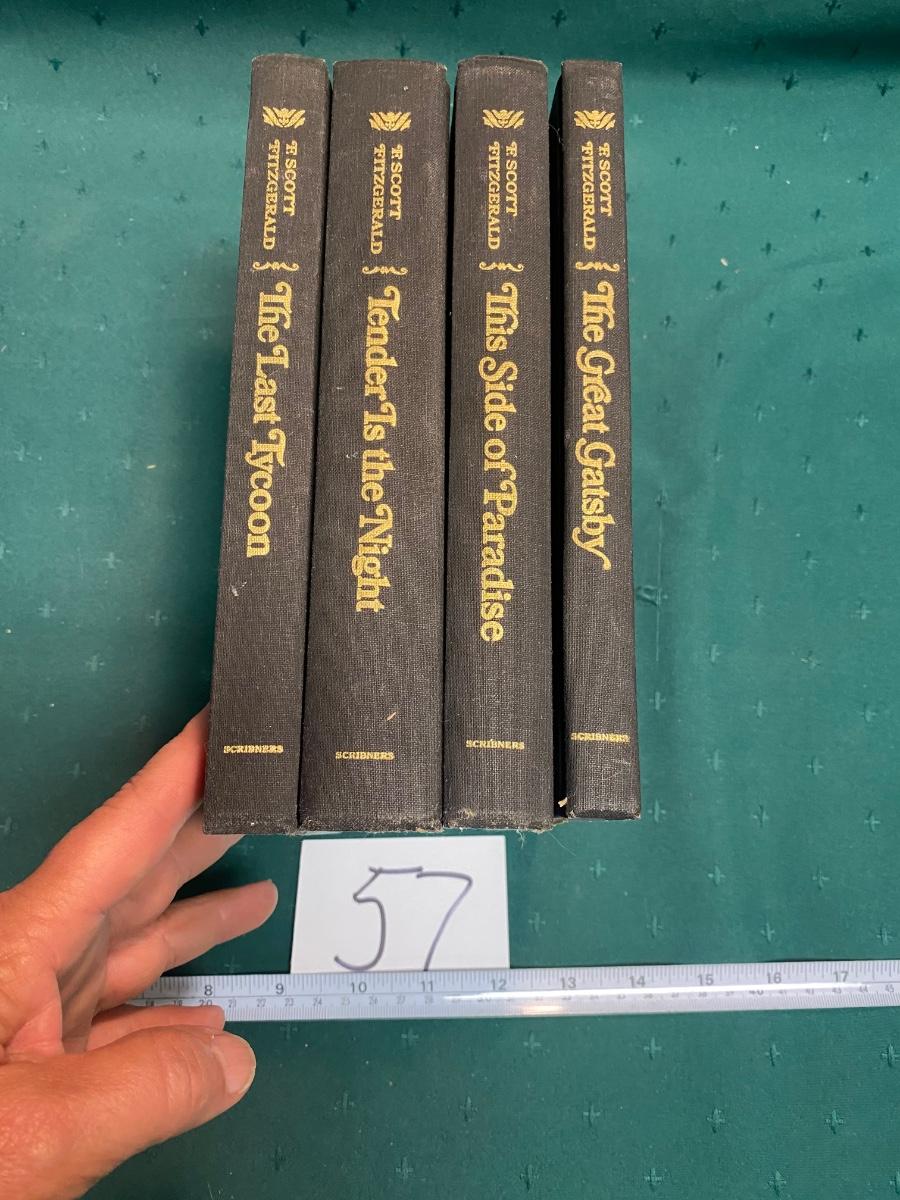 F. SCOTT
FITZGERALD
The Last Tycoon
SCRIBNERS
F. SCOTT
FITZGERALD
Tender Is the Night
SCRIBNERS
F. SCOTT
FITZGERALD
This Side of Paradise
SCRIBNERS
F. SCOTT
FITZGERALD
The Great Gatsby
SCRIBNERS
57
8 9 10 11 12 13 14 15 16 17